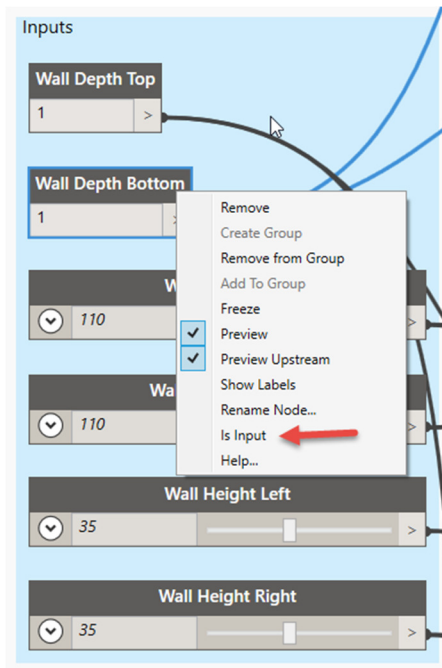 Inputs
Wall Depth Top
1 >
Wall Depth Bottom
1
Remove
Create Group
Remove from Group
Add To Group
Freeze
Preview
Preview Upstream
Show Labels
Rename Node...
Is Input
Help...
W
110 >
Wa
110 >
Wall Height Left
35 >
Wall Height Right
35 >